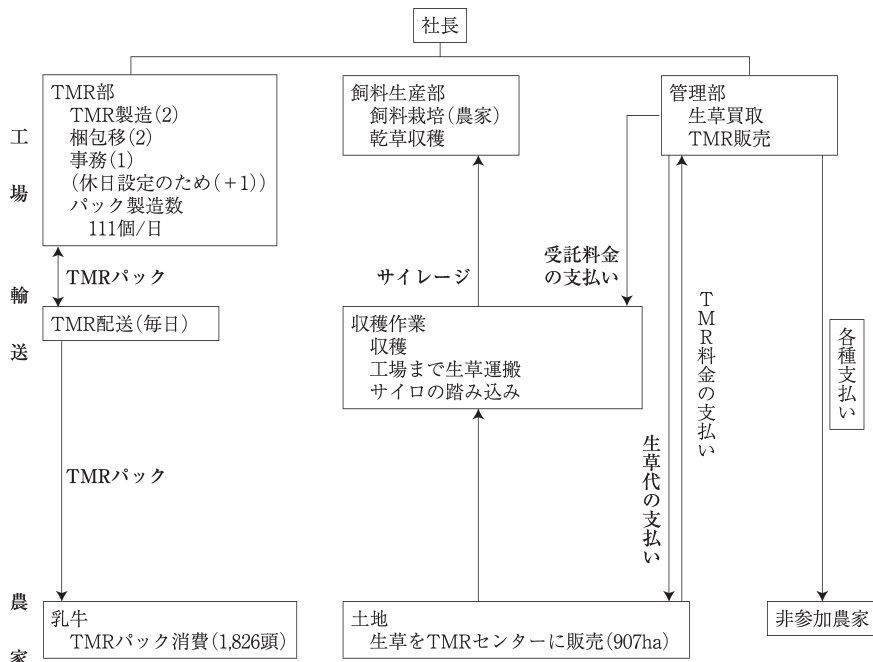 社長
TMR部
TMR製造(2)
梱包移(2)
事務(1)
(休日設定のため(+1))
パック製造数
111個/日
飼料生産部
飼料栽培(農家)
乾草収穫
管理部
生草買取
TMR販売
工場
TMRパック
サイレージ
受託料金
の支払い
輸送
TMR配送(毎日)
収穫作業
収穫
工場まで生草運搬
サイロの踏み込み
TMR料金の支払い
各種支払い
TMRパック
生草代の支払い
農家
乳牛
TMRパック消費(1,826頭)
土地
生草をTMRセンターに販売(907ha)
非参加農家